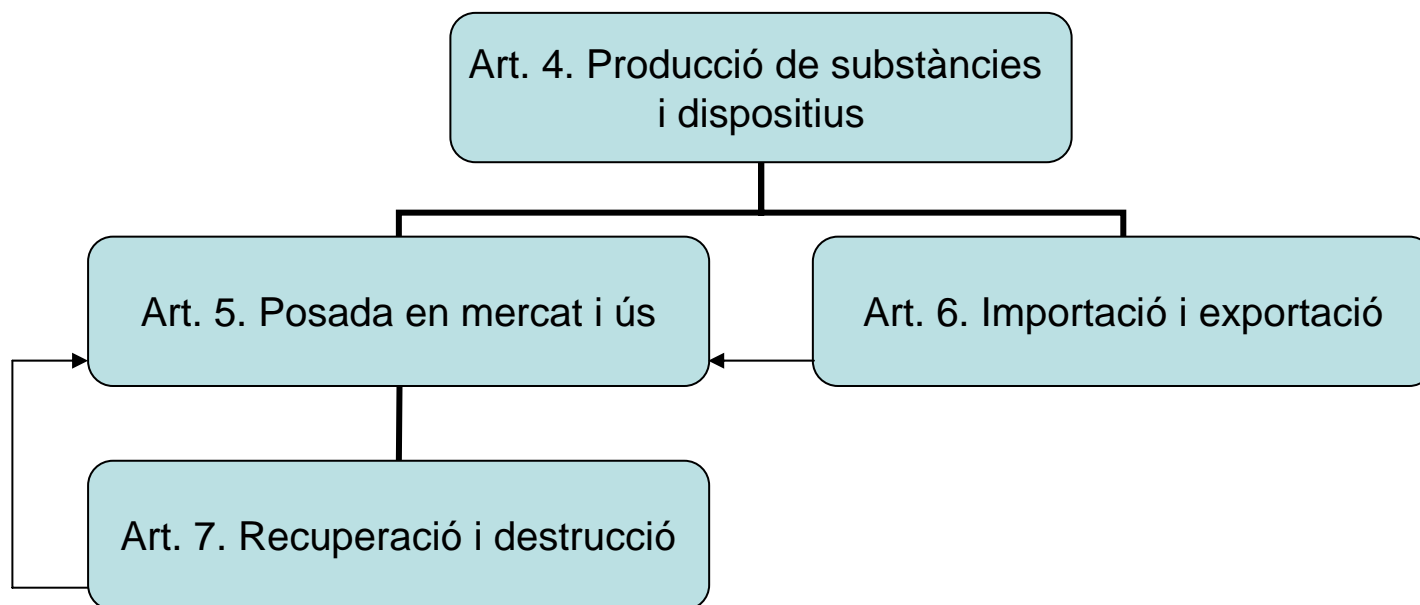 Art. 4. Producció de substàncies
i dispositius
Art. 5. Posada en mercat i ús
Art. 6. Importació i exportació
Art. 7. Recuperació i destrucció